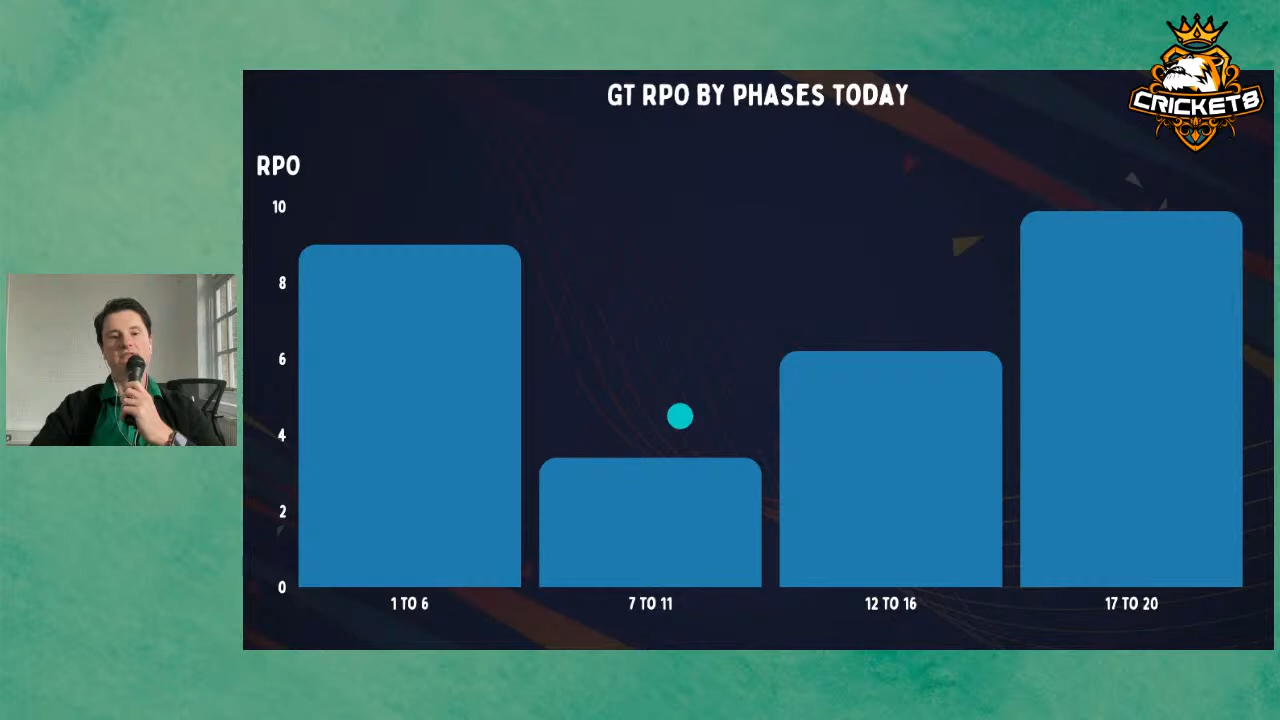 GT RPO BY PHASES TODAY
CRICKET8
RPO
10
8
6
4
2
0
1 TO 6
7 TO 11
12 TO 16
17 TO 20